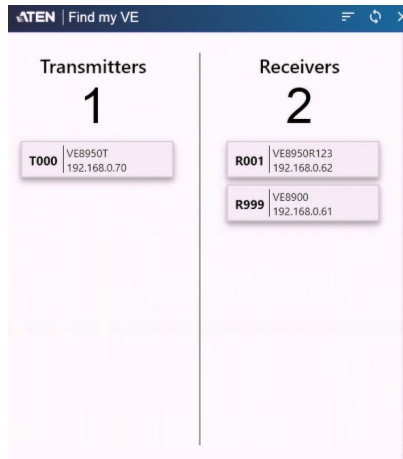 ATEN | Find my VE
Transmitters
1
T000
VE8950T
192.168.0.70
Receivers
2
R001
VE8950R123
192.168.0.62
R999
VE8900
192.168.0.61